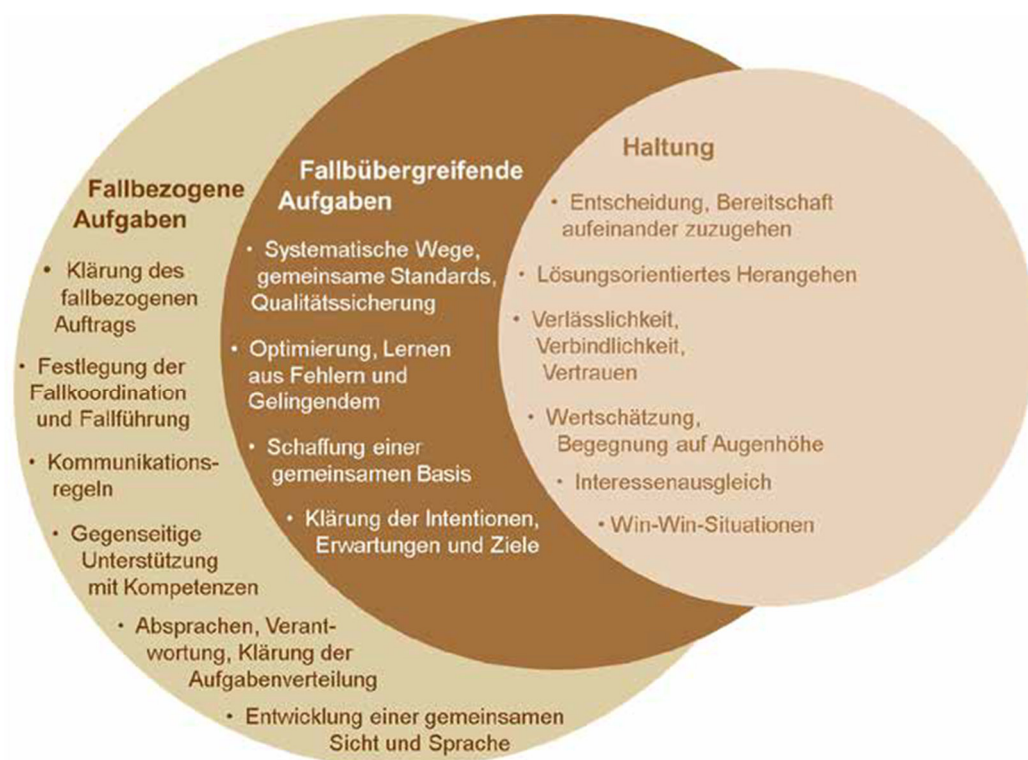 Fallbezogene
Aufgaben
• Klärung des
fallbezogenen
Auftrags
• Festlegung der
Fallkoordination
und Fallführung
• Kommunikations-
regeln
• Gegenseitige
Unterstützung
mit Kompetenzen
• Absprachen, Verant-
wortung, Klärung der
Aufgabenverteilung
• Entwicklung einer gemeinsamen
Sicht und Sprache
Fallübergreifende
Aufgaben
• Systematische Wege,
gemeinsame Standards,
Qualitätssicherung
• Optimierung, Lernen
aus Fehlern und
Gelingendem
• Schaffung einer
gemeinsamen Basis
• Klärung der Intentionen,
Erwartungen und Ziele
Haltung
• Entscheidung, Bereitschaft
aufeinander zuzugehen
• Lösungsorientiertes Herangehen
• Verlässlichkeit,
Verbindlichkeit,
Vertrauen
• Wertschätzung,
Begegnung auf Augenhöhe
• Interessenausgleich
• Win-Win-Situationen